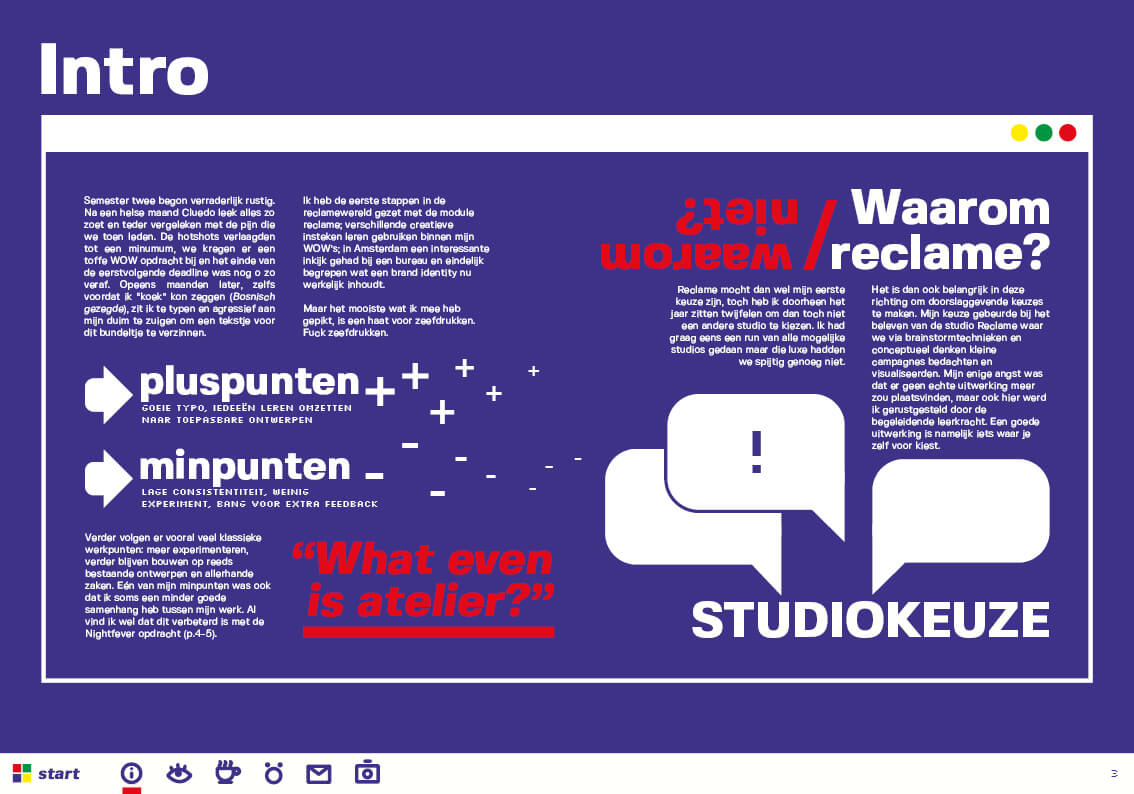 Intro
Semester twee begon verraderlijk rustig.
Na een helse maand Cluedo leek alles zo
zoet en teder vergeleken met de pijn die
we toen leden. De hotshots verlaagden
tot een minumum, we kregen er een
toffe WOW opdracht bij en het einde van
de eerstvolgende deadline was nog o zo
veraf. Opeens maanden later, zelfs
voordat ik "koek" kon zeggen (Bosnisch
gezegde), zit ik te typen en agressief aan
mijn duim te zuigen om een tekstje voor
dit bundeltje te verzinnen.
Ik heb de eerste stappen in de
reclamewereld gezet met de module
reclame; verschillende creatieve
insteken leren gebruiken binnen mijn
WOW's; in Amsterdam een interessante
inkijk gehad bij een bureau en eindelijk
begrepen wat een brand identity nu
werkelijk inhoudt.
Maar het mooiste wat ik mee heb
gepikt, is een haat voor zeefdrukken.
Fuck zeefdrukken.
pluspunten
GOEIE TYPO, IEDEEËN LEREN OMZETTEN
NAAR TOEPASBARE ONTWERPEN
minpunten
LAGE CONSISTENTITEIT, WEINIG
EXPERIMENT, BANG VOOR EXTRA FEEDBACK
Verder volgen er vooral veel klassieke
werkpunten: meer experimenteren,
verder blijven bouwen op reeds
bestaande ontwerpen en allerhande
zaken. Eén van mijn minpunten was ook
dat ik soms een minder goede
samenhang heb tussen mijn werk. Al
vind ik wel dat dit verbeterd is met de
Nightfever opdracht (p.4-5).
“What even
is atelier?”
waarom
niet?
/
Waarom
reclame?
Reclame mocht dan wel mijn eerste
keuze zijn, toch heb ik doorheen het
jaar zitten twijfelen om dan toch niet
een andere studio te kiezen. Ik had
graag eens een run van alle mogelijke
studios gedaan maar die luxe hadden
we spijtig genoeg niet.
Het is dan ook belangrijk in deze
richting om doorslaggevende keuzes
te maken. Mijn keuze gebeurde bij het
beleven van de studio Reclame waar
we via brainstormtechnieken en
conceptueel denken kleine
campagnes bedachten en
visualiseerden. Mijn enige angst was
dat er geen echte uitwerking meer
zou plaatsvinden, maar ook hier werd
ik gerustgesteld door de
begeleidende leerkracht. Een goede
uitwerking is namelijk iets waar je
zelf voor kiest.
!
STUDIOKEUZE
start
3